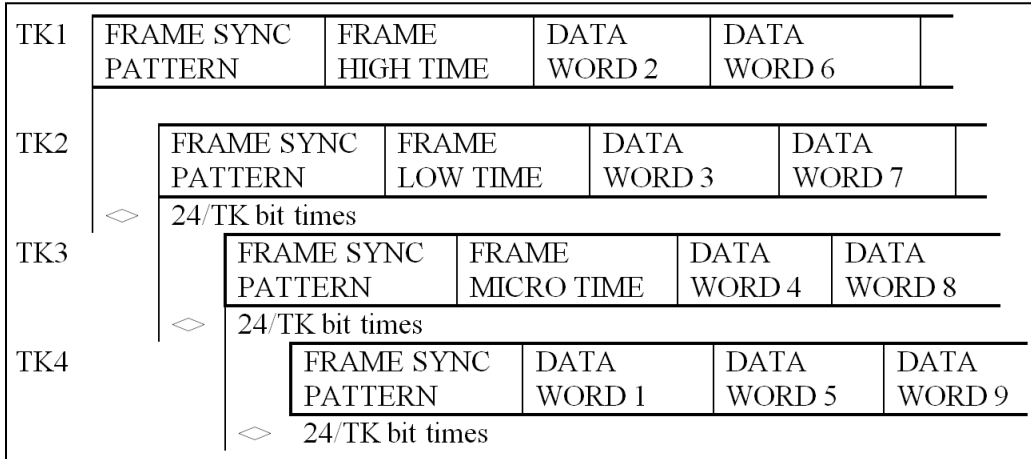 TK1 FRAME SYNC FRAME DATA DATA
PATTERN HIGH TIME WORD 2 WORD 6
TK2 FRAME SYNC FRAME DATA DATA
PATTERN LOW TIME WORD 3 WORD 7
24/TK bit times
TK3 FRAME SYNC FRAME DATA DATA
PATTERN MICRO TIME WORD 4 WORD 8
24/TK bit times
TK4 FRAME SYNC DATA DATA DATA
PATTERN WORD 1 WORD 5 WORD 9
24/TK bit times